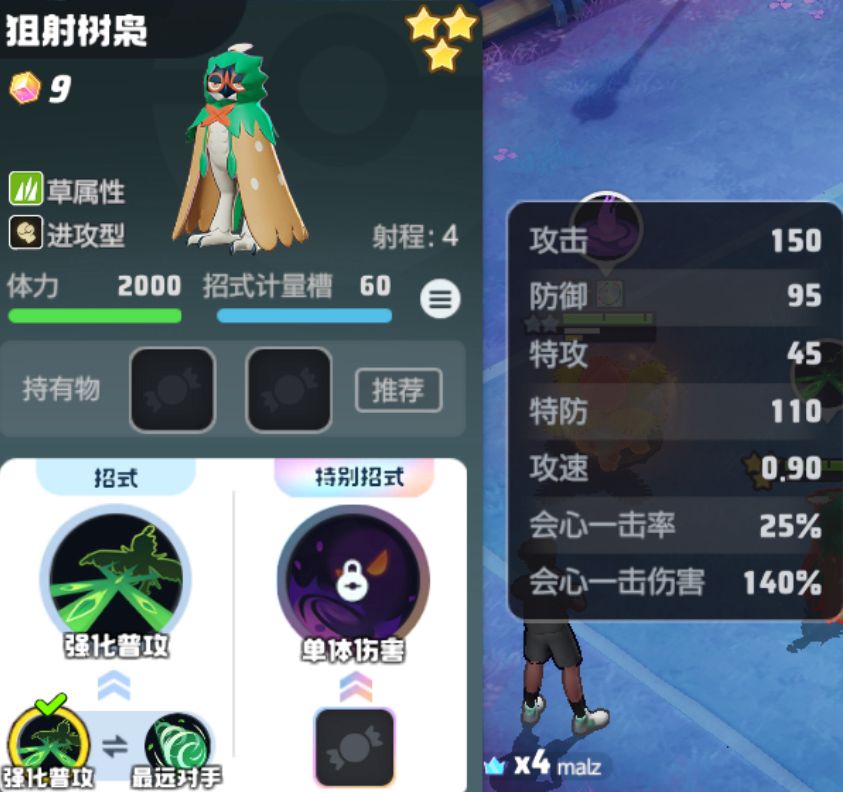 狙射树枭
9
草属性
进攻型
射程: 4
体力 2000 招式计量槽 60
持有物 推荐
招式 特别招式
强化普攻 单体伤害
强化普攻 最远对手
攻击 150
防御 95
特攻 45
特防 110
攻速 0.90
会心一击率 25%
会心一击伤害 140%
x4 malz